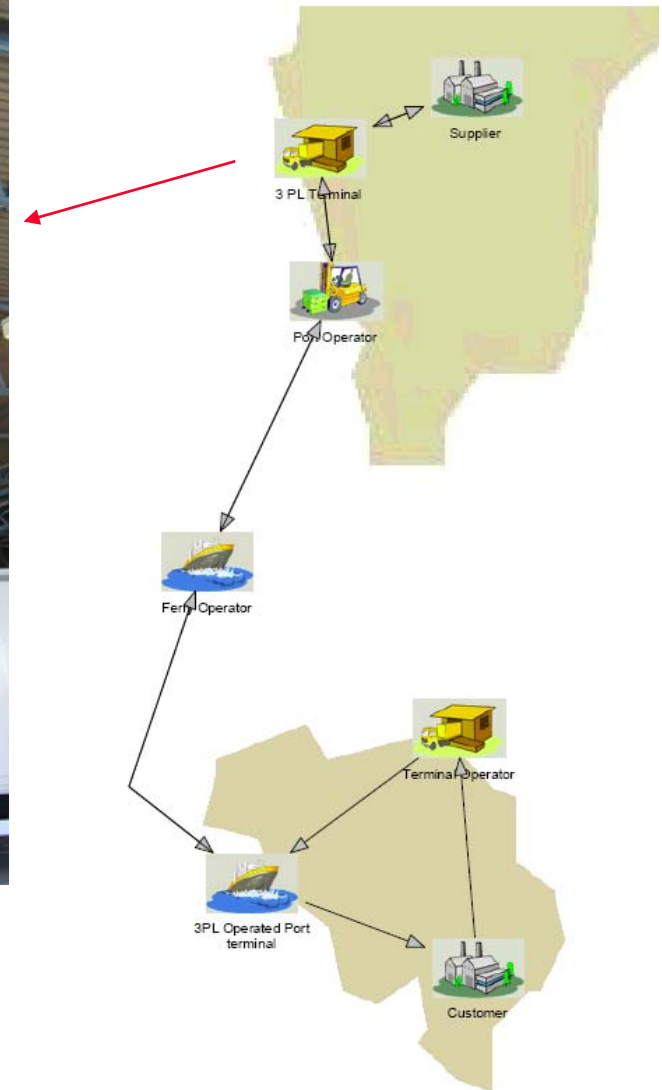 Supplier
3 PL Terminal
Port Operator
Ferry Operator
Terminal Operator
3PL Operated Port
terminal
Customer